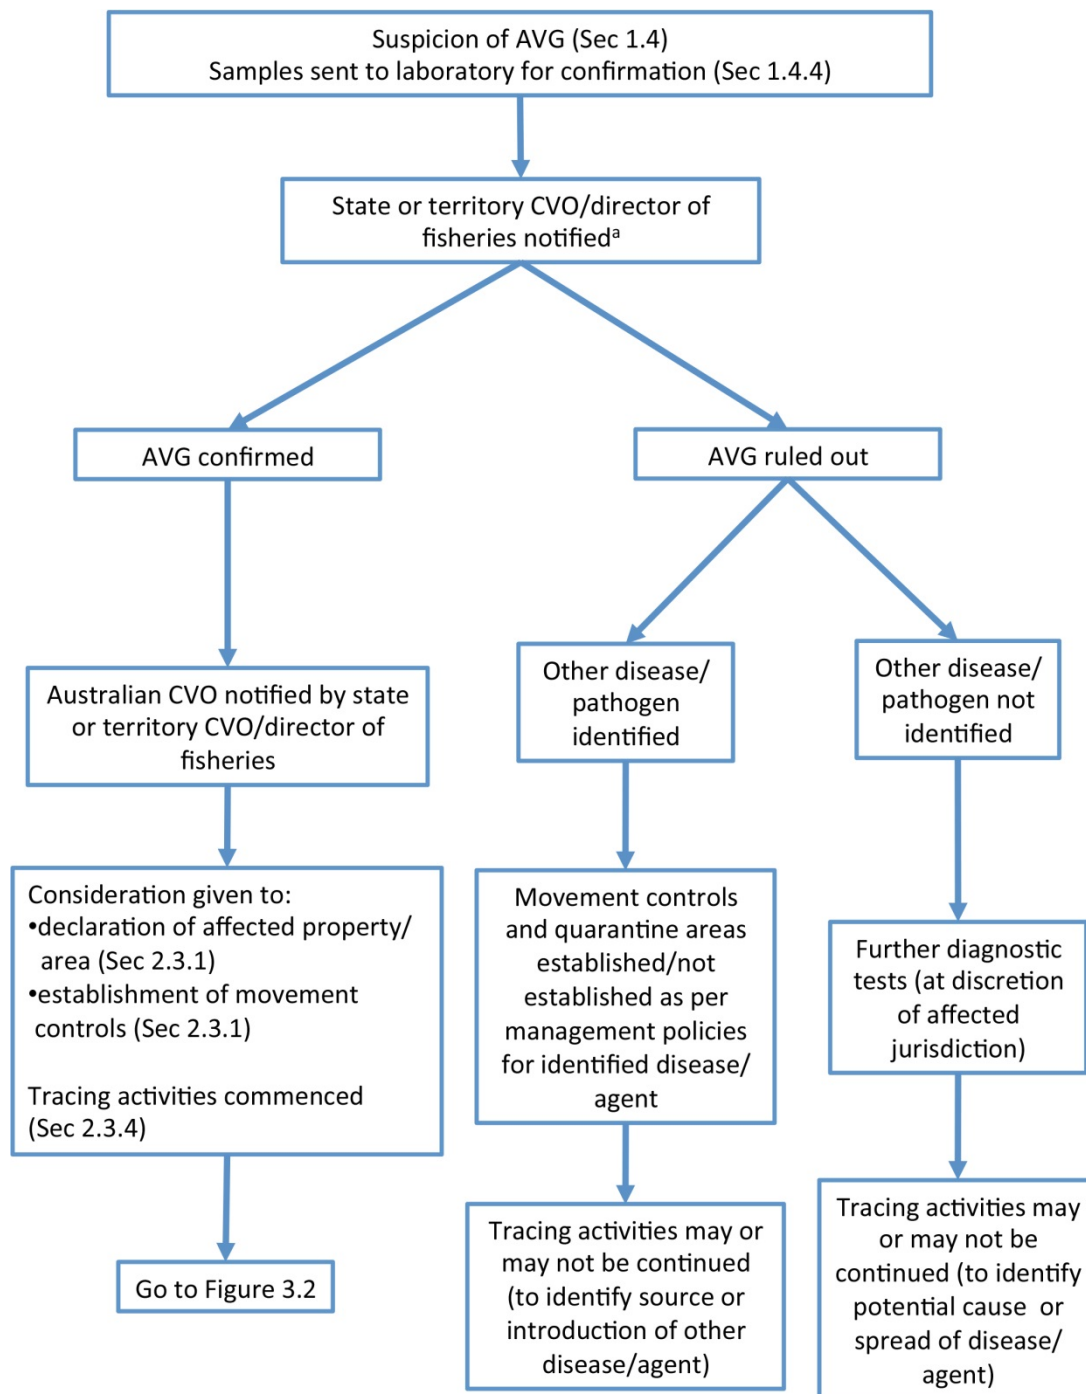 Suspicion of AVG (Sec 1.4)
Samples sent to laboratory for confirmation (Sec 1.4.4)
State or territory CVO/director of
fisheries notifiedᵃ
AVG confirmed
AVG ruled out
Australian CVO notified by state
or territory CVO/director of
fisheries
Other disease/
pathogen
identified
Other disease/
pathogen not
identified
Consideration given to:
•declaration of affected property/
area (Sec 2.3.1)
•establishment of movement
controls (Sec 2.3.1)
Tracing activities commenced
(Sec 2.3.4)
Movement controls
and quarantine areas
established/not
established as per
management policies
for identified disease/
agent
Further diagnostic
tests (at discretion
of affected
jurisdiction)
Go to Figure 3.2
Tracing activities may or
may not be continued
(to identify source or
introduction of other
disease/agent)
Tracing activities may
or may not be
continued (to identify
potential cause or
spread of disease/
agent)